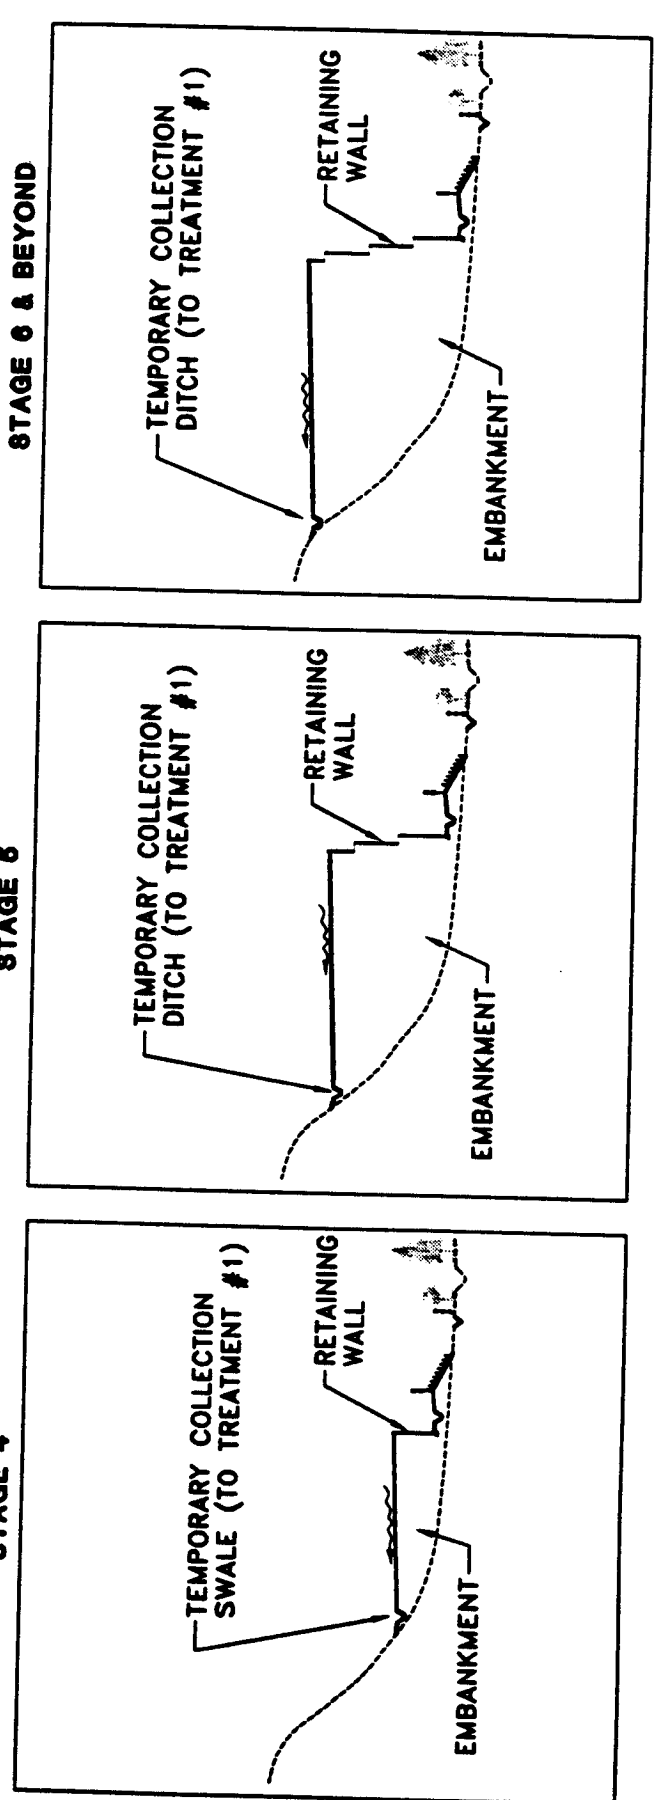 STAGE 4
TEMPORARY COLLECTION
SWALE (TO TREATMENT #1)
RETAINING
WALL
EMBANKMENT
STAGE 5
TEMPORARY COLLECTION
DITCH (TO TREATMENT #1)
RETAINING
WALL
EMBANKMENT
STAGE 6 & BEYOND
TEMPORARY COLLECTION
DITCH (TO TREATMENT #1)
RETAINING
WALL
EMBANKMENT